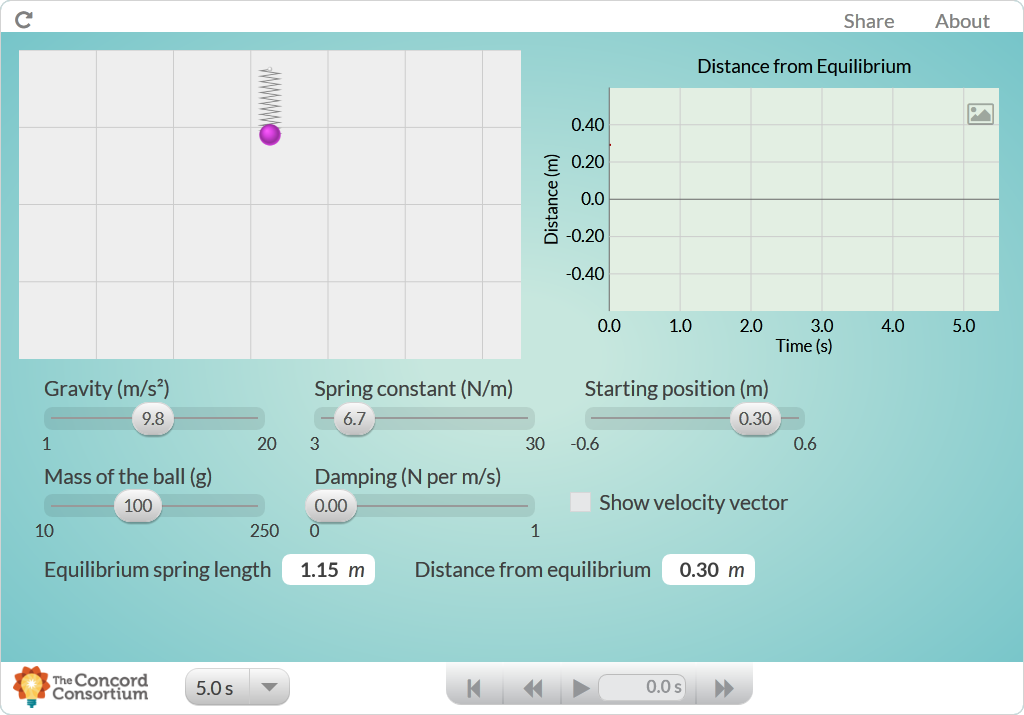 Share About
Distance from Equilibrium
0.40
0.20
0.0
-0.20
-0.40
Distance (m)
0.0 1.0 2.0 3.0 4.0 5.0
Time (s)
Gravity (m/s²) Spring constant (N/m) Starting position (m)
9.8 6.7 0.30
1 20 3 30 -0.6 0.6
Mass of the ball (g) Damping (N per m/s)
100 0.00 Show velocity vector
10 250 0 1
Equilibrium spring length 1.15 m Distance from equilibrium 0.30 m
The Concord
Consortium
5.0 s 0.0 s